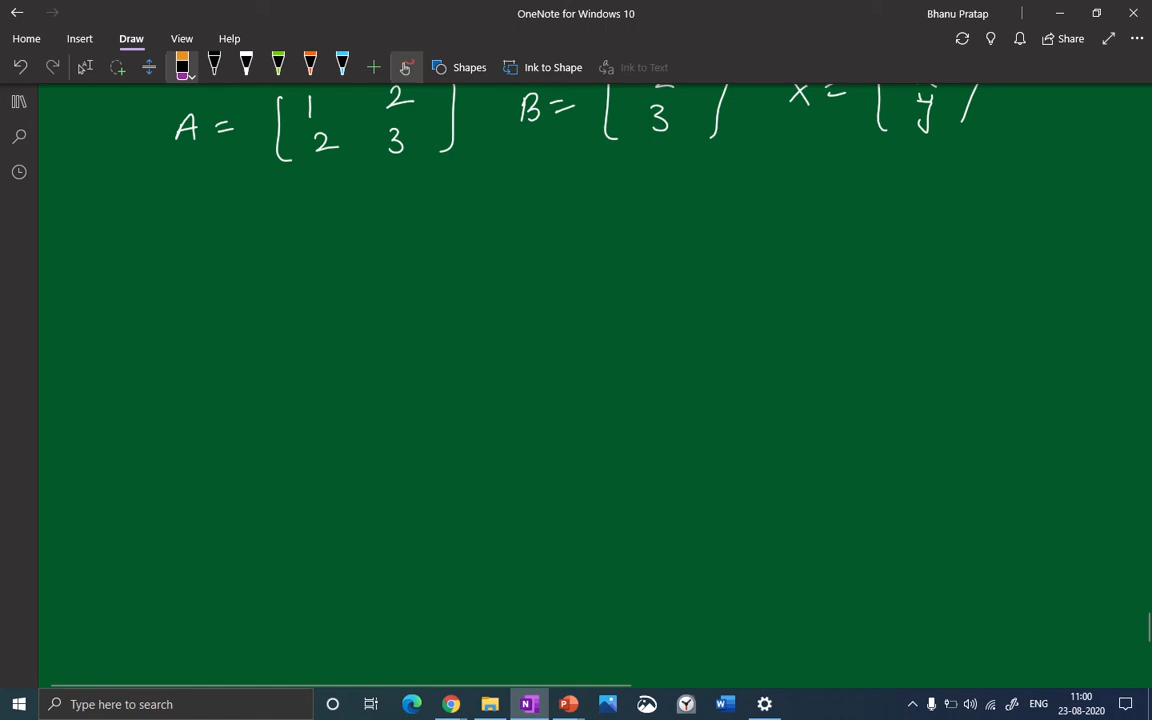 OneNote for Windows 10
Bhanu Pratap
Home Insert Draw View Help
Share
Shapes Ink to Shape Ink to Text
A = [ 1 2
2 3 ]
B = [ 2
3 ]
X = [ y ]
Type here to search
ENG
11:00
23-08-2020